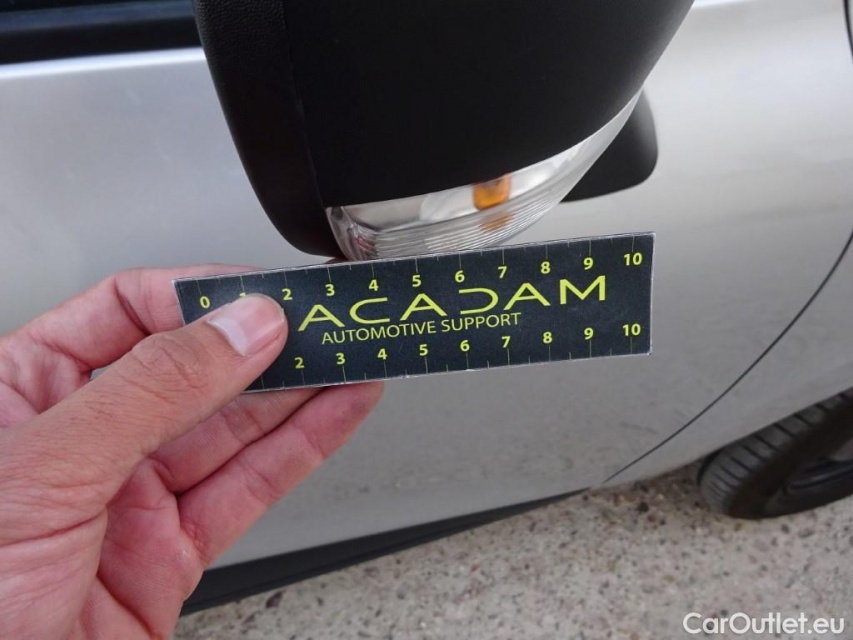 0 1 2 3 4 5 6 7 8 9 10
ACADAM
AUTOMOTIVE SUPPORT
2 3 4 5 6 7 8 9 10
CarOutlet.eu